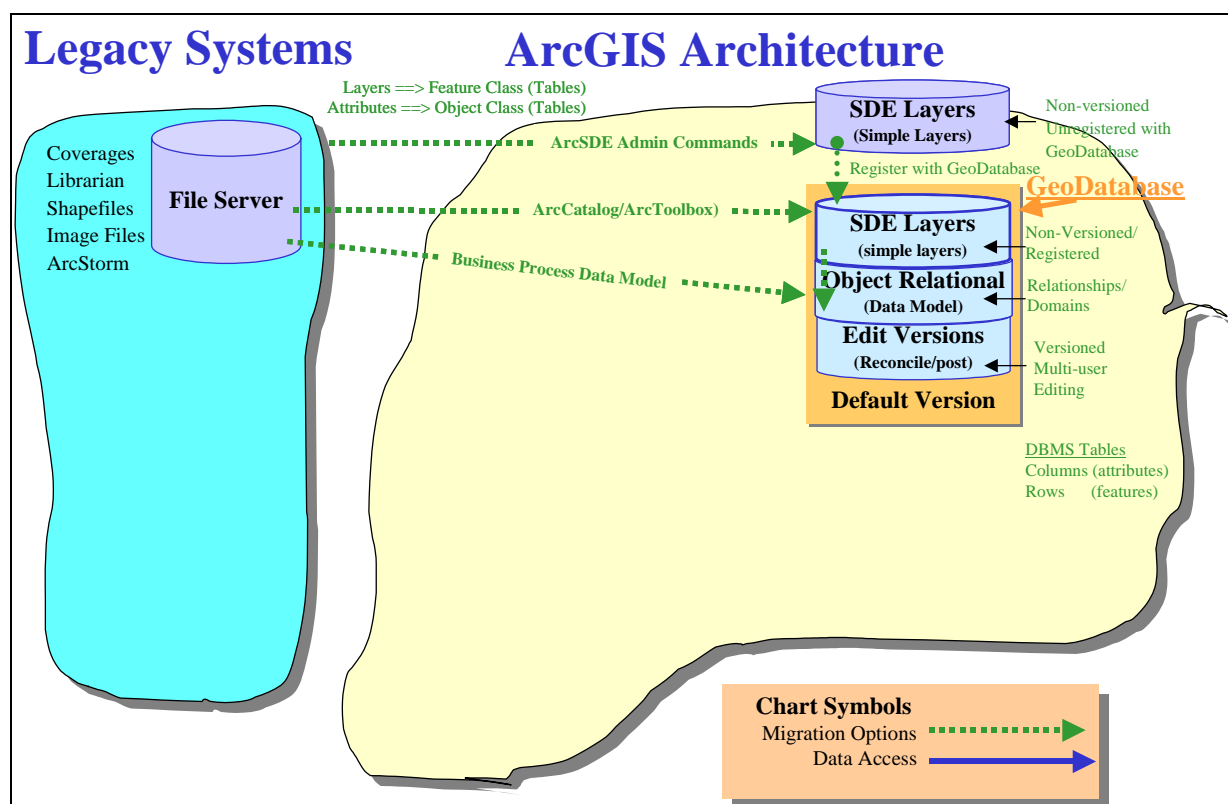 Legacy Systems
ArcGIS Architecture
Layers ==> Feature Class (Tables)
Attributes ==> Object Class (Tables)
Coverages
Librarian
Shapefiles
Image Files
ArcStorm
File Server
ArcSDE Admin Commands
ArcCatalog/ArcToolbox)
Business Process Data Model
SDE Layers
(Simple Layers)
Non-versioned
Unregistered with
GeoDatabase
Register with GeoDatabase
GeoDatabase
SDE Layers
(simple layers)
Non-Versioned/
Registered
Object Relational
(Data Model)
Relationships/
Domains
Edit Versions
(Reconcile/post)
Versioned
Multi-user
Editing
Default Version
DBMS Tables
Columns (attributes)
Rows (features)
Chart Symbols
Migration Options
Data Access